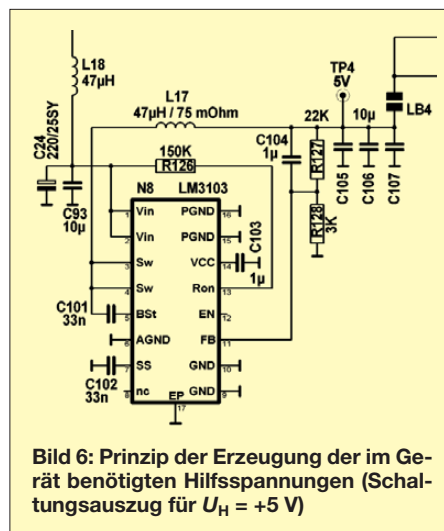 L18
47µH
L17
47µH / 75 mOhm
TP4
5V
LB4
C24
220/25SY
C93
10µ
150K
R126
C104
1µ
22K
R127
R128
3K
10µ
C105
C106
C107
N8
LM3103
1
Vin
PGND
16
2
Vin
PGND
15
3
Sw
VCC
14
C103
1µ
4
Sw
Ron
13
C101
33n
5
BSt
EN
12
6
AGND
FB
11
C102
33n
7
SS
GND
10
8
nc
GND
9
EP
17
Bild 6: Prinzip der Erzeugung der im Ge-
rät benötigten Hilfsspannungen (Schal-
tungsauszug für UH = +5 V)